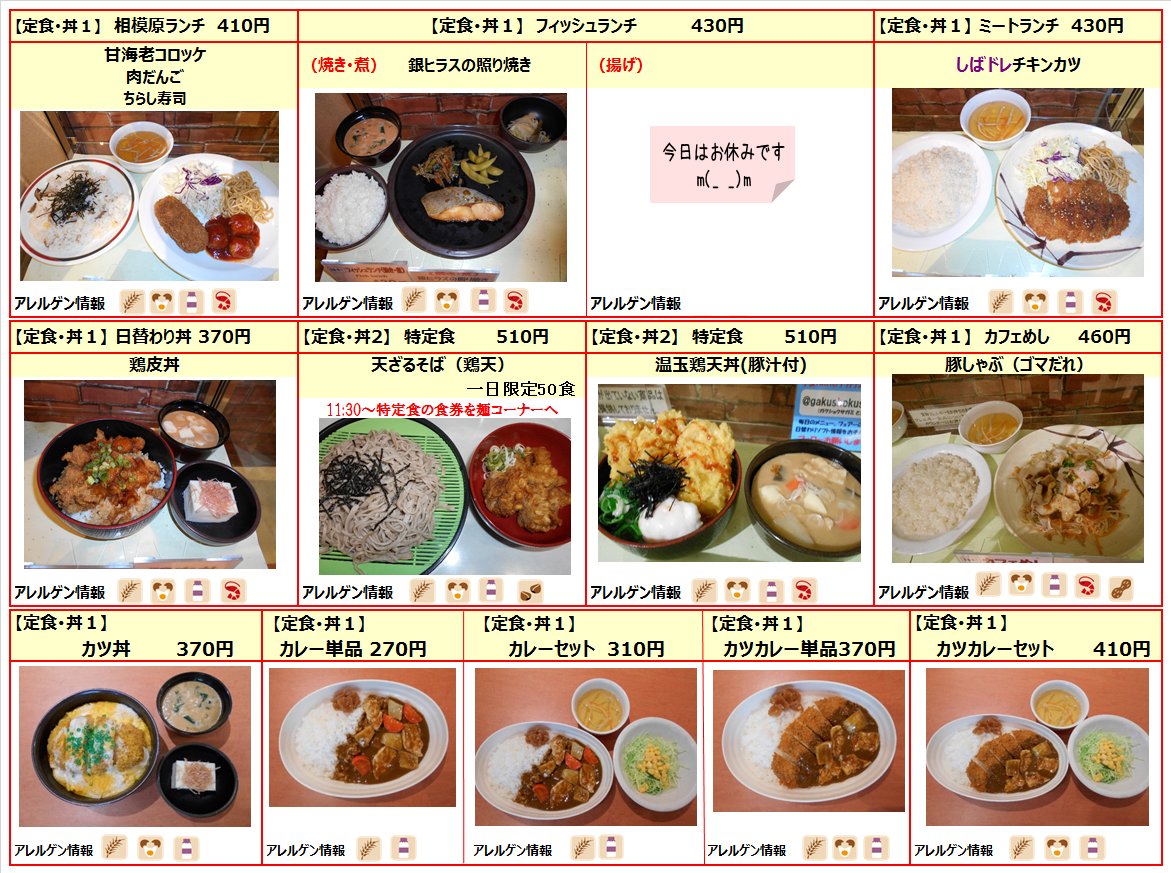 【定食・丼１】 相模原ランチ 410円
甘海老コロッケ
肉だんご
ちらし寿司
アレルゲン情報
【定食・丼１】 フィッシュランチ 430円
(焼き・煮) 銀ヒラスの照り焼き
アレルゲン情報
(揚げ)
今日はお休みです
m(_ _)m
アレルゲン情報
【定食・丼１】 ミートランチ 430円
しばドレチキンカツ
アレルゲン情報
【定食・丼１】 日替わり丼 370円
鶏皮丼
アレルゲン情報
【定食・丼2】 特定食 510円
天ざるそば（鶏天）
一日限定50食
11:30～特定食の食券を麺コーナーへ
アレルゲン情報
【定食・丼2】 特定食 510円
温玉鶏天丼(豚汁付)
アレルゲン情報
【定食・丼１】 カフェめし 460円
豚しゃぶ（ゴマだれ）
カフェめし
アレルゲン情報
【定食・丼１】
カツ丼 370円
アレルゲン情報
【定食・丼１】
カレー単品 270円
アレルゲン情報
【定食・丼１】
カレーセット 310円
アレルゲン情報
【定食・丼１】
カツカレー単品370円
アレルゲン情報
【定食・丼１】
カツカレーセット 410円
アレルゲン情報